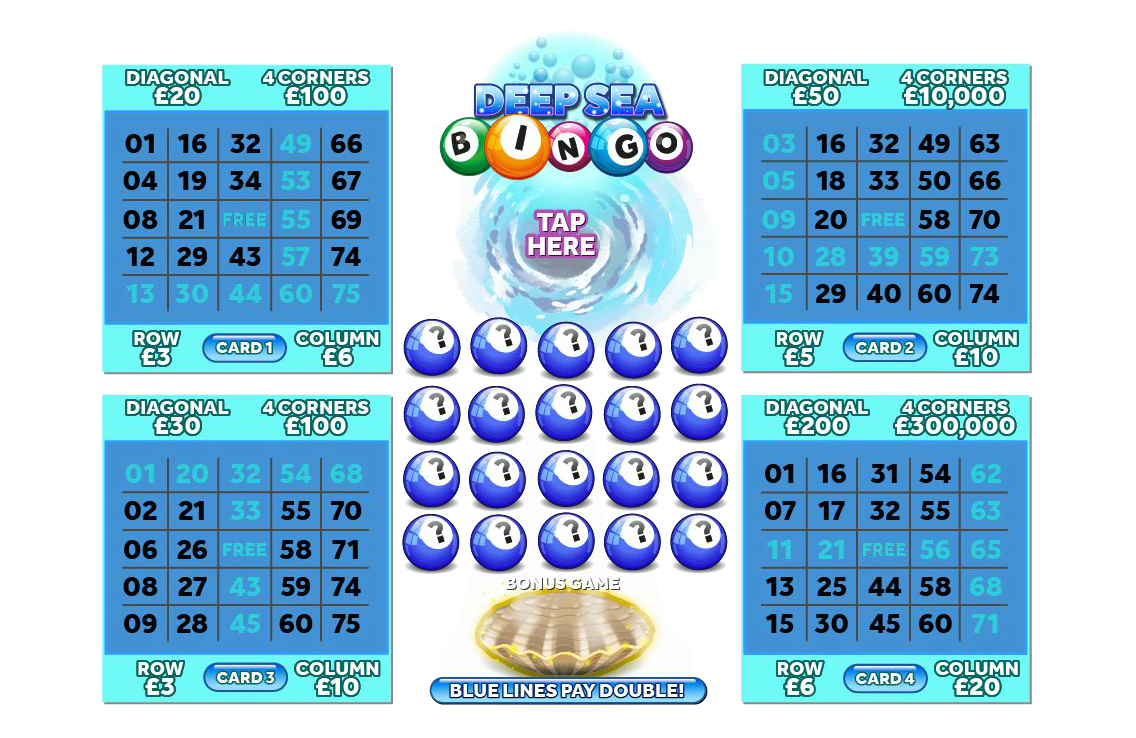 DIAGONAL 4 CORNERS
£20 £100
01 16 32 49 66
04 19 34 53 67
08 21 FREE 55 69
12 29 43 57 74
13 30 44 60 75
ROW CARD 1 COLUMN
£3 £6
DEEP SEA
BINGO
TAP
HERE
DIAGONAL 4 CORNERS
£50 £10,000
03 16 32 49 63
05 18 33 50 66
09 20 FREE 58 70
10 28 39 59 73
15 29 40 60 74
ROW CARD 2 COLUMN
£5 £10
? ? ? ? ?
? ? ? ? ?
? ? ? ? ?
? ? ? ? ?
DIAGONAL 4 CORNERS
£30 £100
01 20 32 54 68
02 21 33 55 70
06 26 FREE 58 71
08 27 43 59 74
09 28 45 60 75
ROW CARD 3 COLUMN
£3 £10
BONUS GAME
BLUE LINES PAY DOUBLE!
DIAGONAL 4 CORNERS
£200 £300,000
01 16 31 54 62
07 17 32 55 63
11 21 FREE 56 65
13 25 44 58 68
15 30 45 60 71
ROW CARD 4 COLUMN
£6 £20